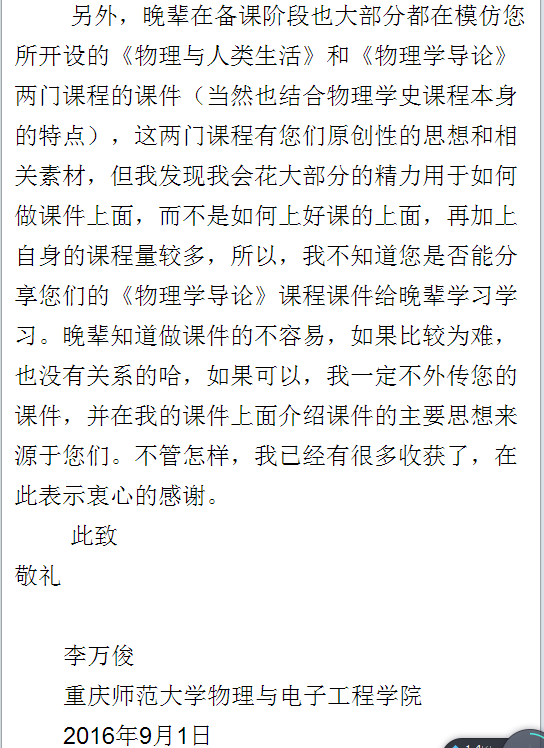 另外，晚辈在备课阶段也大部分都在模仿您
所开设的《物理与人类生活》和《物理学导论》
两门课程的课件（当然也结合物理学史课程本身
的特点），这两门课程有您们原创性的思想和相
关素材，但我发现我会花大部分的精力用于如何
做课件上面，而不是如何上好课的上面，再加上
自身的课程量较多，所以，我不知道您是否能分
享您们的《物理学导论》课程课件给晚辈学习学
习。晚辈知道做课件的不容易，如果比较为难，
也没有关系的哈，如果可以，我一定不外传您的
课件，并在我的课件上面介绍课件的主要思想来
源于您们。不管怎样，我已经有很多收获了，在
此表示衷心的感谢。
此致
敬礼
李万俊
重庆师范大学物理与电子工程学院
2016年9月1日